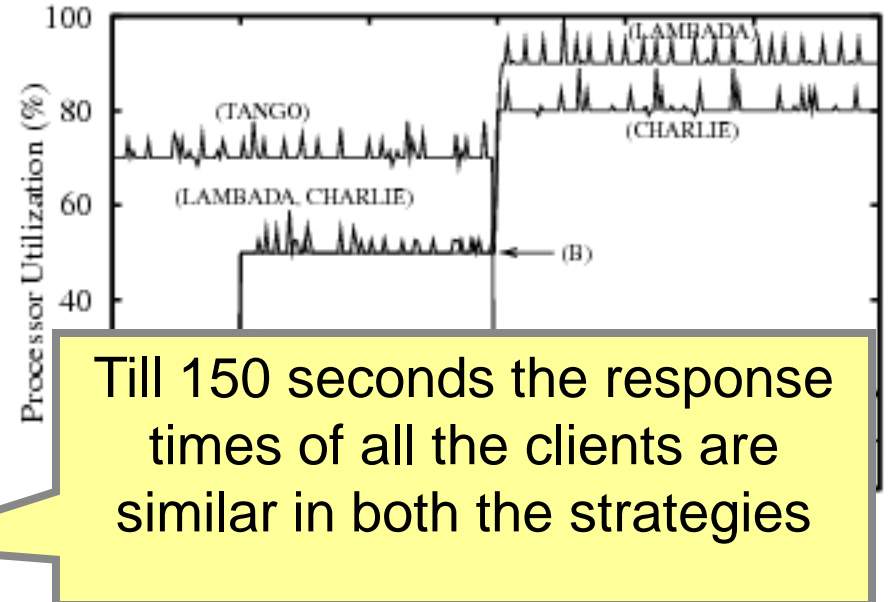 100
(LAMBADA)
80
(TANGO)
(CHARLIE)
(LAMBADA, CHARLIE)
60
(B)
40
Processor Utilization (%)
Till 150 seconds the response
times of all the clients are
similar in both the strategies